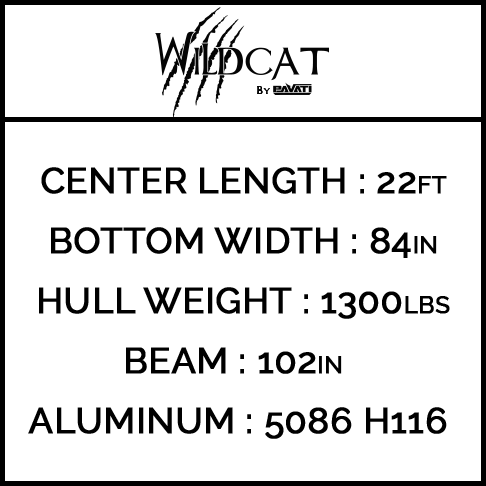 WILDCAT
BY PAVATI
CENTER LENGTH : 22FT
BOTTOM WIDTH : 84IN
HULL WEIGHT : 1300LBS
BEAM : 102IN
ALUMINUM : 5086 H116